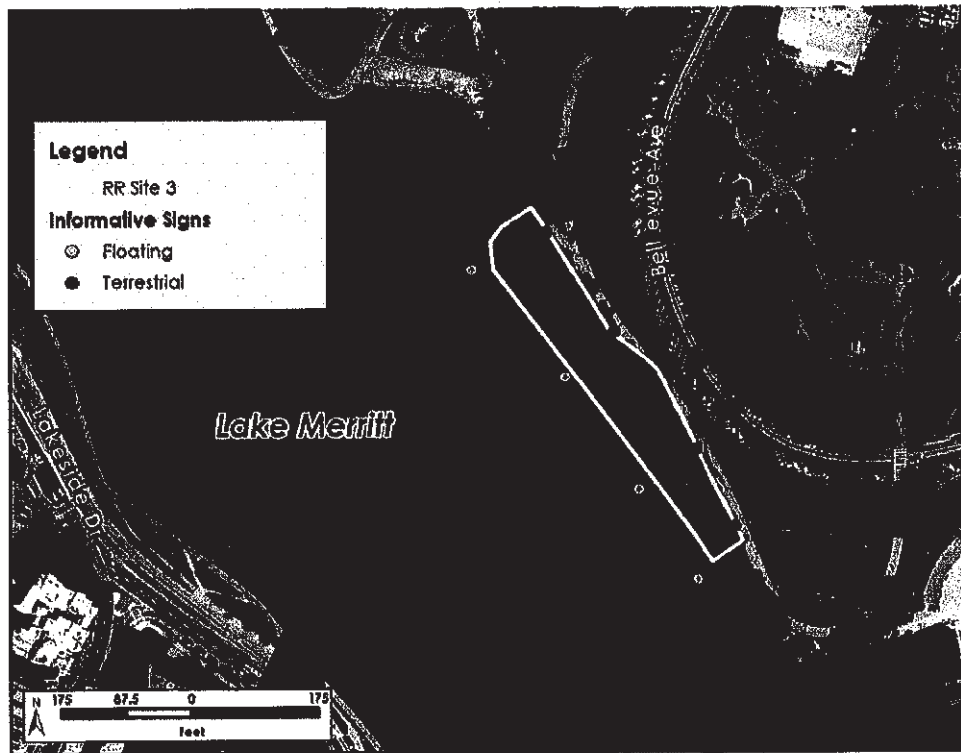 Legend
RR Site 3
Informative Signs
Floating
Terrestrial
Bellevue Ave
Lake Merritt
Lakeside Dr
N
175 87.5 0 175
Feet